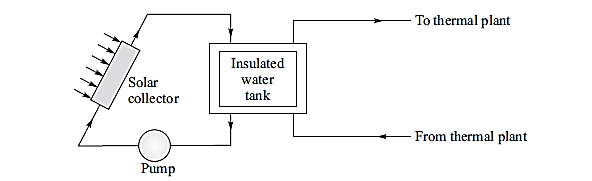 To thermal plant
Insulated
water
tank
Solar
collector
From thermal plant
Pump